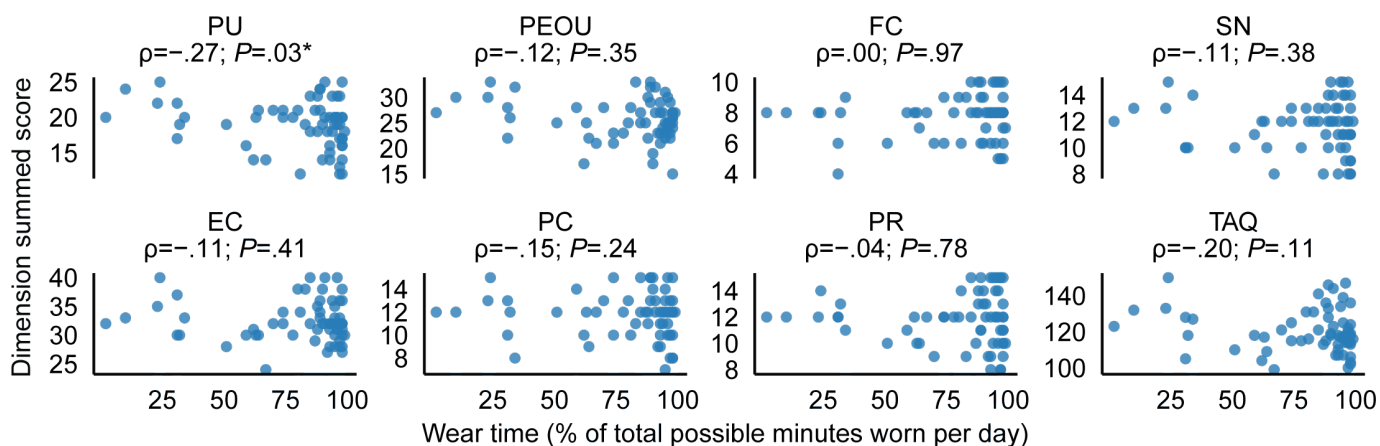 PU
PEOU
FC
SN
ρ=−.27; P=.03*
ρ=−.12; P=.35
ρ=.00; P=.97
ρ=−.11; P=.38
Dimension summed score
25
20
15
30
25
20
15
10
8
6
4
14
12
10
8
EC
PC
PR
TAQ
ρ=−.11; P=.41
ρ=−.15; P=.24
ρ=−.04; P=.78
ρ=−.20; P=.11
40
35
30
25
14
12
10
8
14
12
10
8
140
120
100
25 50 75 100
25 50 75 100
25 50 75 100
25 50 75 100
Wear time (% of total possible minutes worn per day)